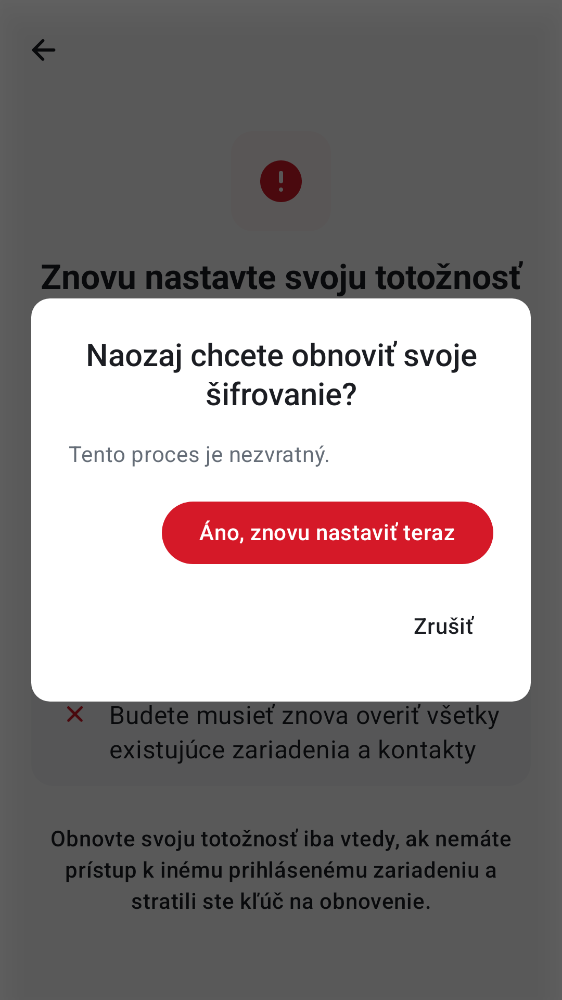 Znovu nastavte svoju totožnosť
Naozaj chcete obnoviť svoje
šifrovanie?
Tento proces je nezvratný.
Áno, znovu nastaviť teraz
Zrušiť
Budete musieť znova overiť všetky
existujúce zariadenia a kontakty
Obnovte svoju totožnosť iba vtedy, ak nemáte
prístup k inému prihlásenému zariadeniu a
stratili ste kľúč na obnovenie.